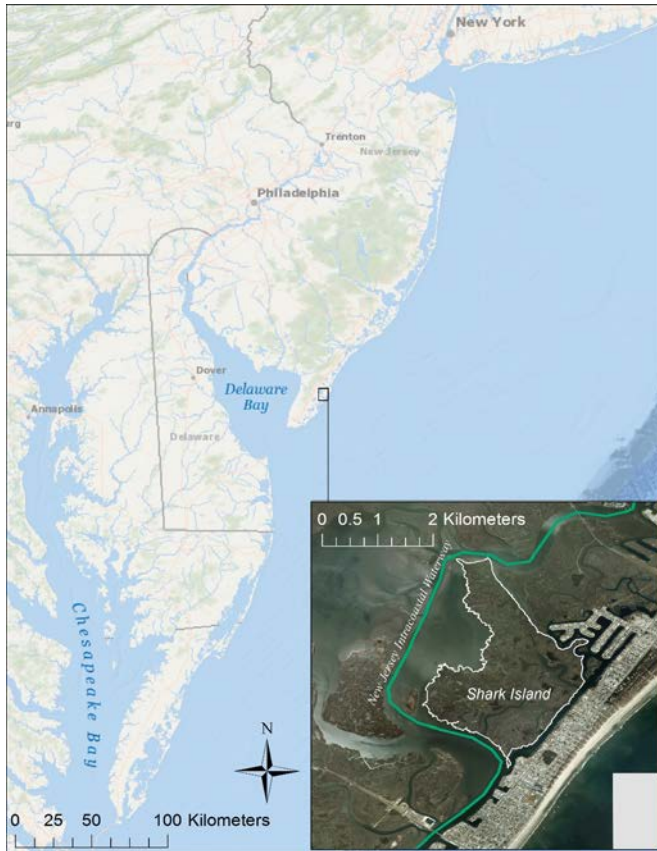 New York
urg
Trenton
New Jersey
Philadelphia
Dover
Delaware
Bay
Annapolis
Delaware
Chesapeake Bay
N
0 25 50 100 Kilometers
0 0.5 1 2 Kilometers
New Jersey Intracoastal Waterway
Shark Island